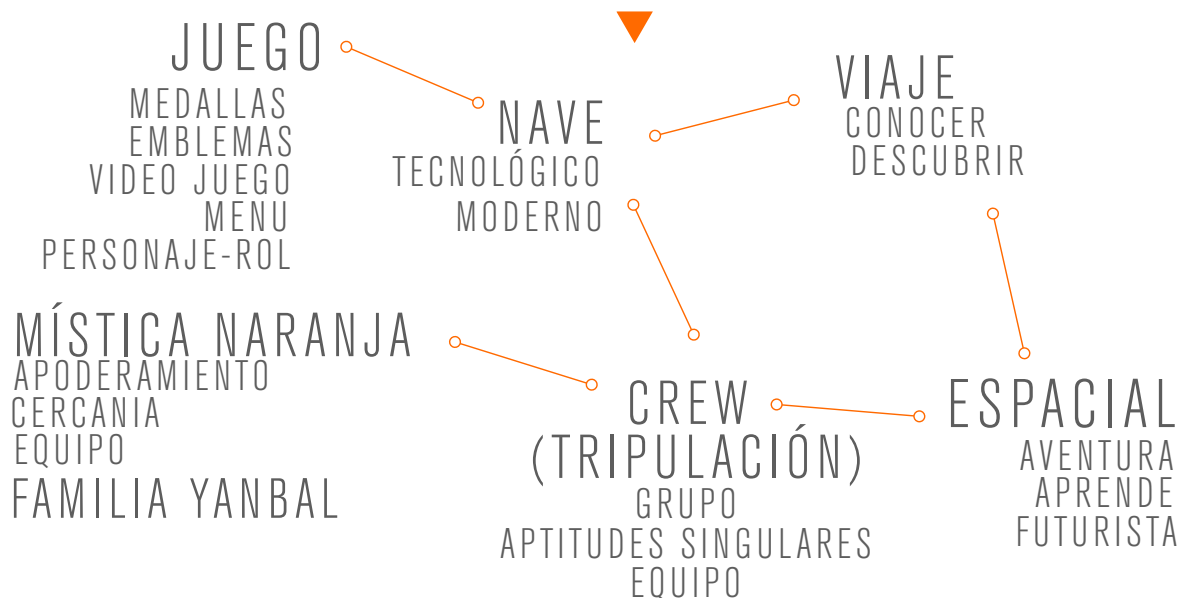 JUEGO
MEDALLAS
EMBLEMAS
VIDEO JUEGO
MENU
PERSONAJE-ROL
NAVE
TECNOLÓGICO
MODERNO
VIAJE
CONOCER
DESCUBRIR
MÍSTICA NARANJA
APODERAMIENTO
CERCANIA
EQUIPO
FAMILIA YANBAL
CREW
(TRIPULACIÓN)
GRUPO
APTITUDES SINGULARES
EQUIPO
ESPACIAL
AVENTURA
APRENDE
FUTURISTA